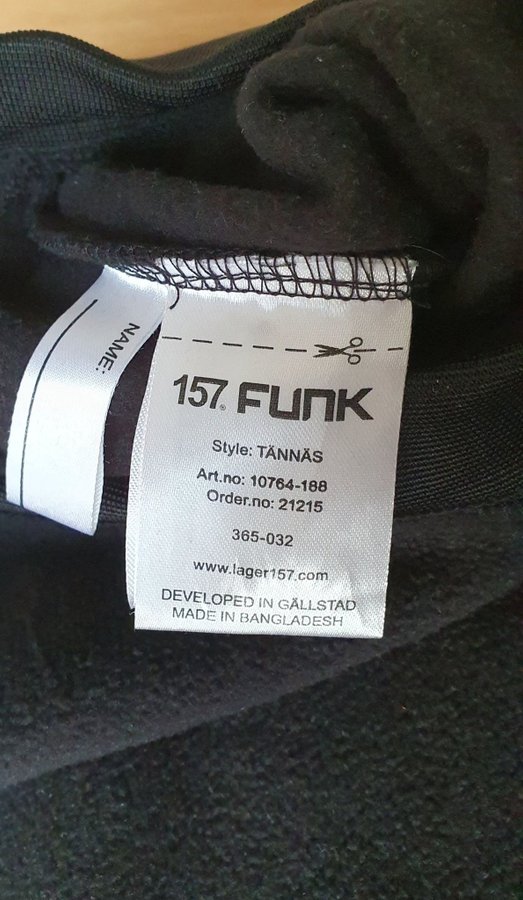 NAME:
157. FUNK
Style: TÄNNÄS
Art.no: 10764-188
Order.no: 21215
365-032
www.lager157.com
DEVELOPED IN GÄLLSTAD
MADE IN BANGLADESH